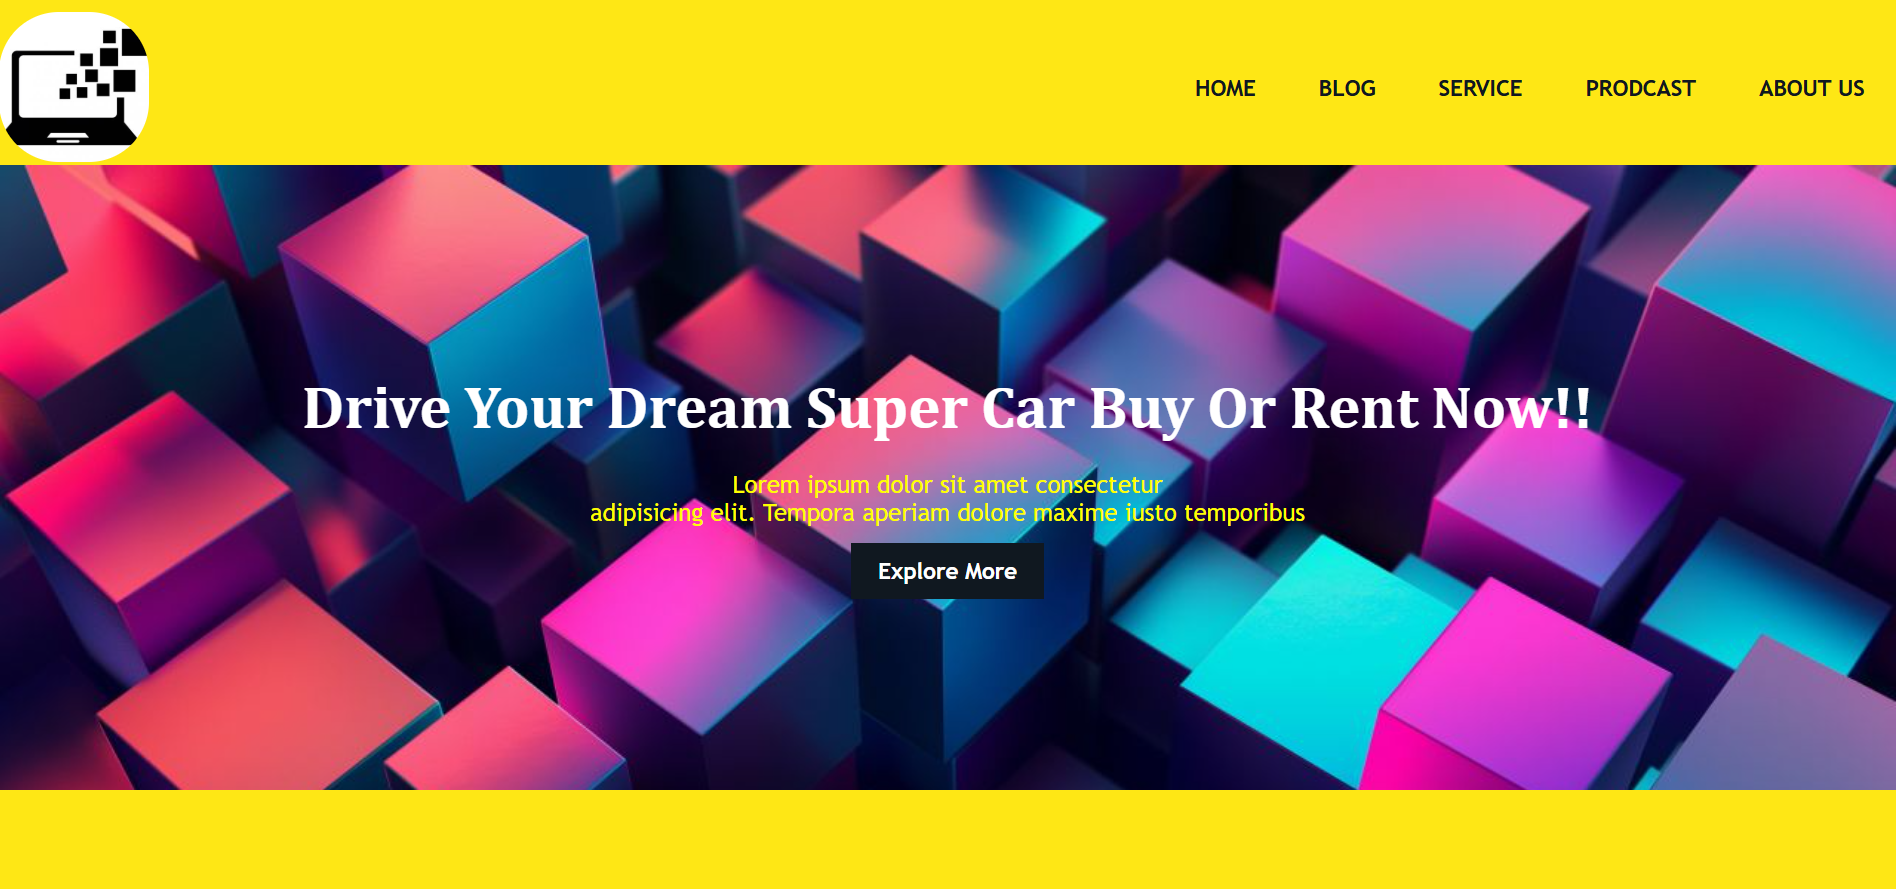 HOME BLOG SERVICE PRODCAST ABOUT US
Drive Your Dream Super Car Buy Or Rent Now!!
Lorem ipsum dolor sit amet consectetur
adipisicing elit. Tempora aperiam dolore maxime iusto temporibus
Explore More